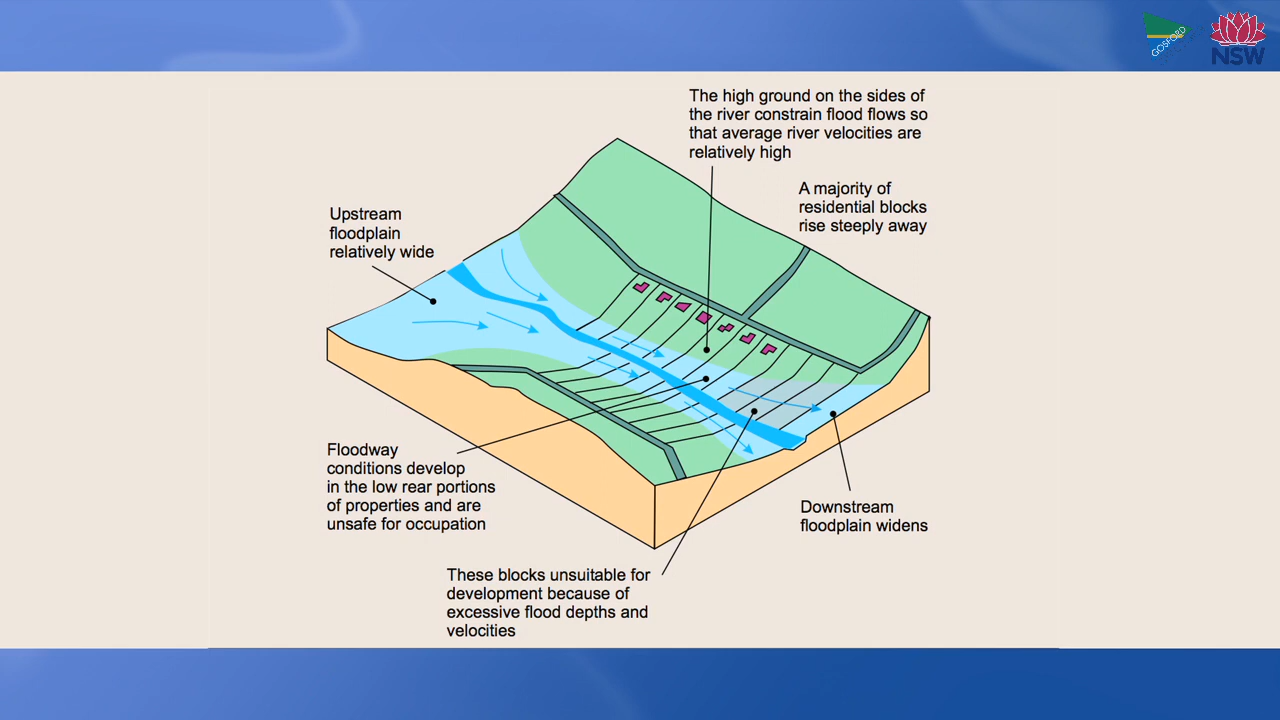 GOSFORD
NSW
The high ground on the sides of
the river constrain flood flows so
that average river velocities are
relatively high
A majority of
residential blocks
rise steeply away
Upstream
floodplain
relatively wide
Floodway
conditions develop
in the low rear portions
of properties and are
unsafe for occupation
Downstream
floodplain widens
These blocks unsuitable for
development because of
excessive flood depths and
velocities